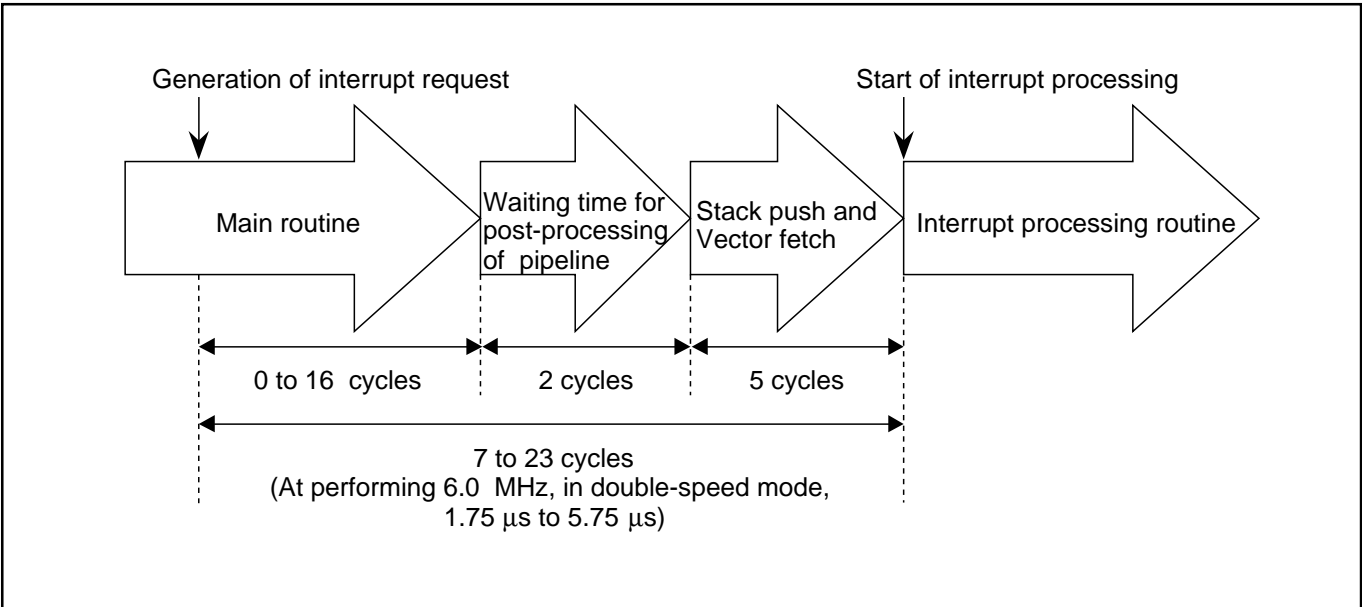 Generation of interrupt request
Start of interrupt processing
Main routine
Waiting time for
post-processing
of pipeline
Stack push and
Vector fetch
Interrupt processing routine
0 to 16 cycles
2 cycles
5 cycles
7 to 23 cycles
(At performing 6.0 MHz, in double-speed mode,
1.75 μs to 5.75 μs)